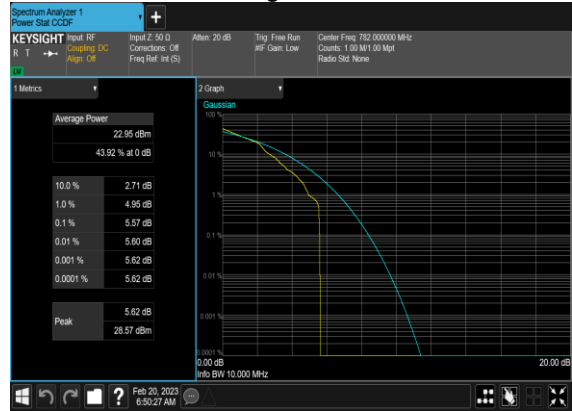 Spectrum Analyzer 1
Power Stat CCDF
+
KEYSIGHT
R T
LXI
Input: RF
Coupling: DC
Align: Off
Input Z: 50 Ω
Corrections: Off
Freq Ref: Int (S)
Atten: 20 dB
Trig: Free Run
#IF Gain: Low
Center Freq: 782.000000 MHz
Counts: 1.00 M/1.00 Mpt
Radio Std: None
1 Metrics
Average Power
22.95 dBm
43.92 % at 0 dB
10.0 % 2.71 dB
1.0 % 4.95 dB
0.1 % 5.57 dB
0.01 % 5.60 dB
0.001 % 5.62 dB
0.0001 % 5.62 dB
Peak
5.62 dB
28.57 dBm
2 Graph
Gaussian
100 %
10 %
1 %
0.1 %
0.01 %
0.001 %
0.0001 %
0.00 dB
20.00 dB
Info BW 10.000 MHz
?
Feb 20, 2023
6:50:27 AM